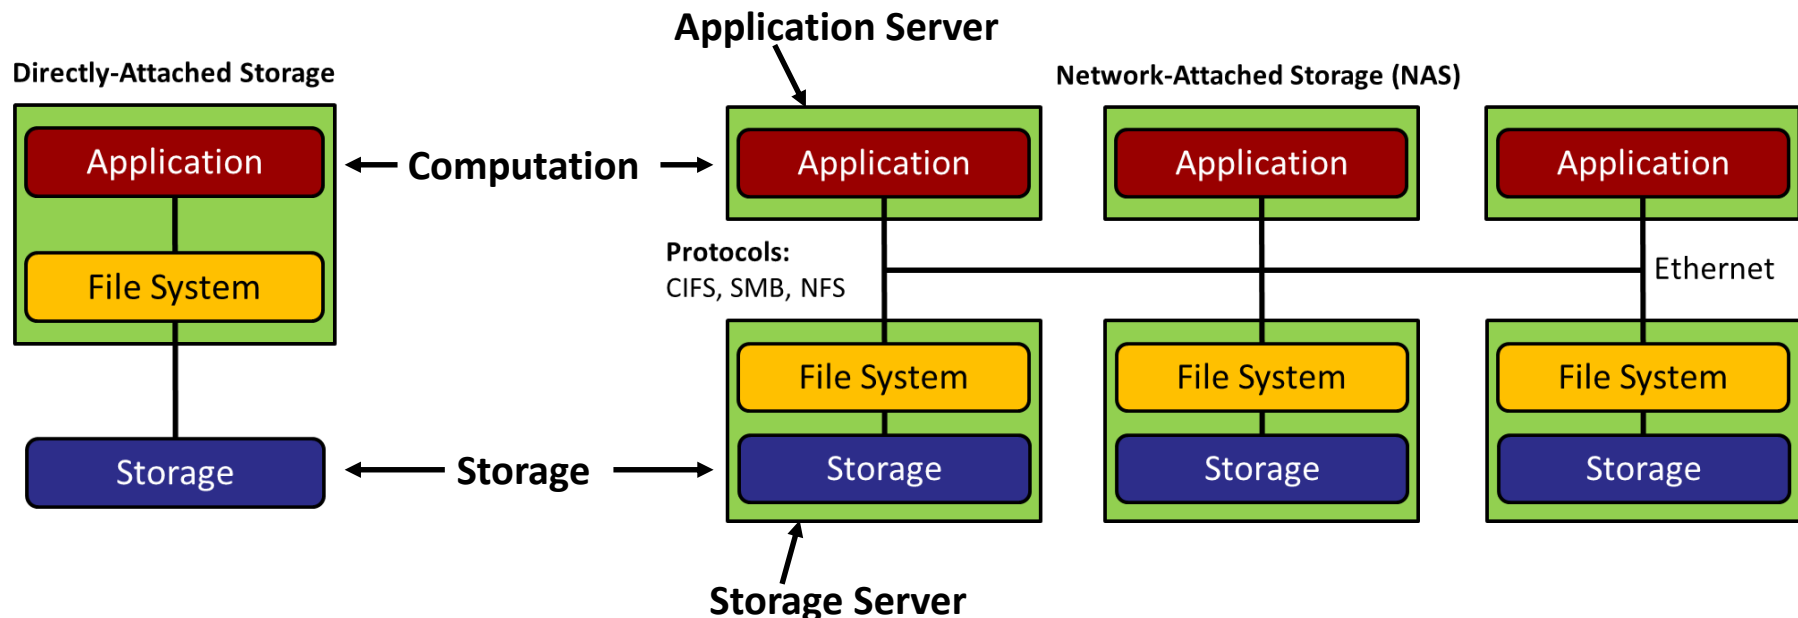 Application Server
Directly-Attached Storage
Network-Attached Storage (NAS)
Application
Computation
Application
Application
Application
Protocols:
CIFS, SMB, NFS
Ethernet
File System
File System
File System
File System
Storage
Storage
Storage
Storage
Storage
Storage Server